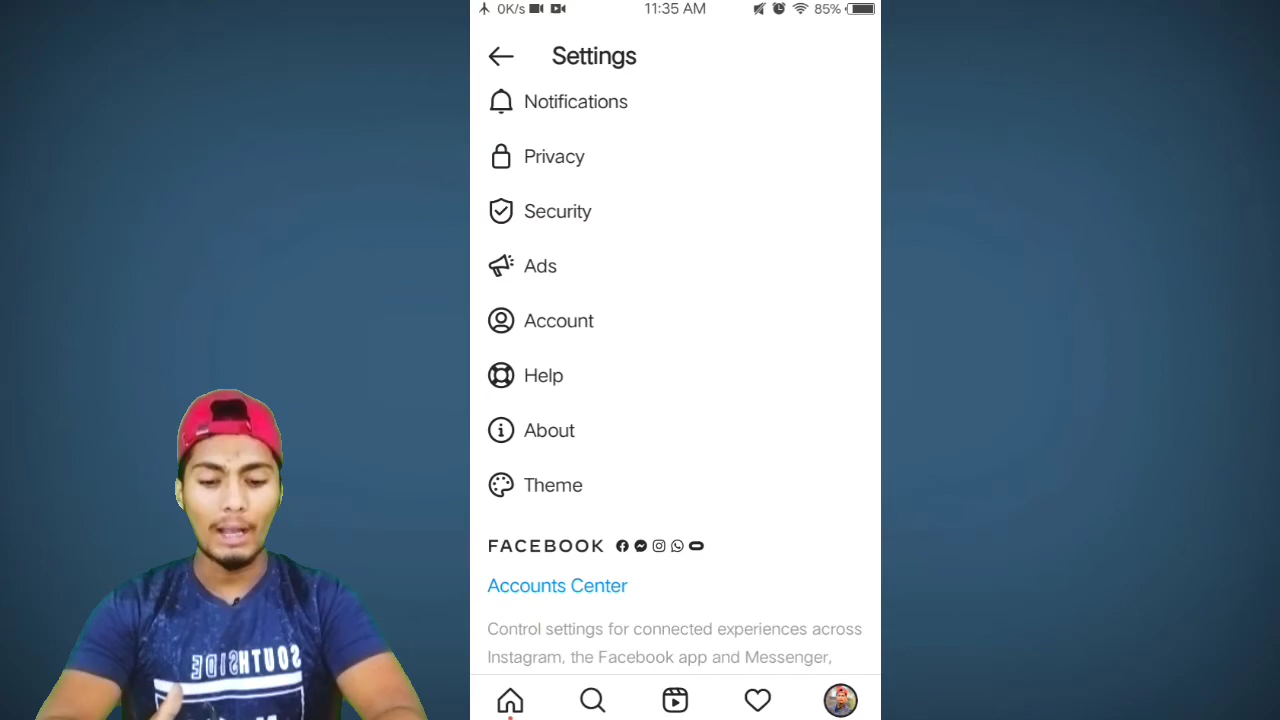 0K/s 11:35 AM 85%
Settings
Notifications
Privacy
Security
Ads
Account
Help
About
Theme
FACEBOOK
Accounts Center
Control settings for connected experiences across
Instagram, the Facebook app and Messenger,
SOUTHSIDE